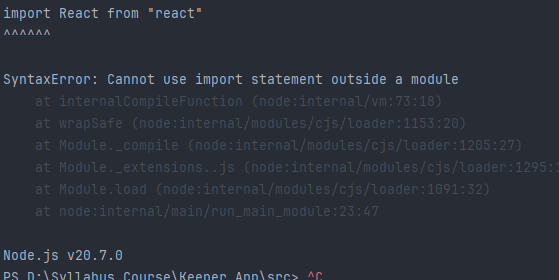 import React from "react"
^^^^^^
SyntaxError: Cannot use import statement outside a module
at internalCompileFunction (node:internal/vm:73:18)
at wrapSafe (node:internal/modules/cjs/loader:1153:20)
at Module._compile (node:internal/modules/cjs/loader:1205:27)
at Module._extensions..js (node:internal/modules/cjs/loader:1295:
at Module.load (node:internal/modules/cjs/loader:1091:32)
at node:internal/main/run_main_module:23:47
Node.js v20.7.0
PS D:\Syllabus Course\Keeper App\src> ^C